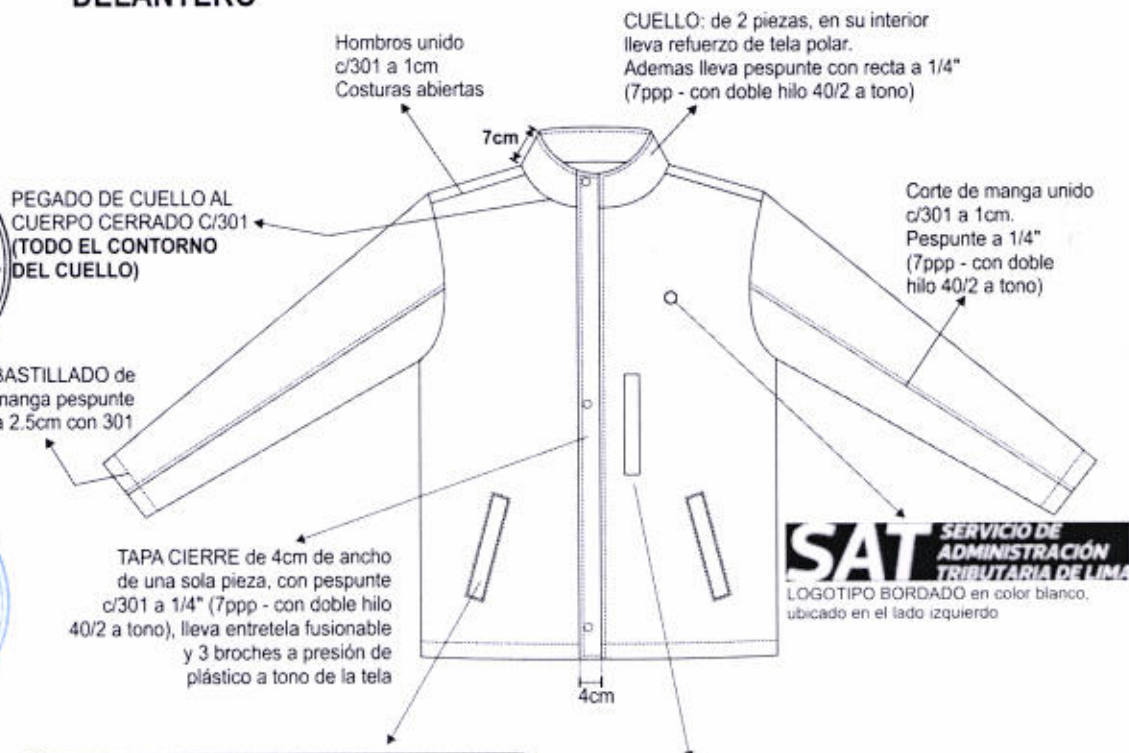 DELANTERO
Hombros unido
c/301 a 1cm
Costuras abiertas
CUELLO: de 2 piezas, en su interior
lleva refuerzo de tela polar.
Ademas lleva pespunte con recta a 1/4"
(7ppp - con doble hilo 40/2 a tono)
7cm
PEGADO DE CUELLO AL
CUERPO CERRADO C/301
(TODO EL CONTORNO
DEL CUELLO)
Corte de manga unido
c/301 a 1cm.
Pespunte a 1/4"
(7ppp - con doble
hilo 40/2 a tono)
BASTILLADO de
manga pespunte
a 2.5cm con 301
TAPA CIERRE de 4cm de ancho
de una sola pieza, con pespunte
c/301 a 1/4" (7ppp - con doble hilo
40/2 a tono), lleva entretela fusionable
y 3 broches a presión de
plástico a tono de la tela
SAT SERVICIO DE
ADMINISTRACIÓN
TRIBUTARIA DE LIMA
LOGOTIPO BORDADO en color blanco,
ubicado en el lado izquierdo
4cm